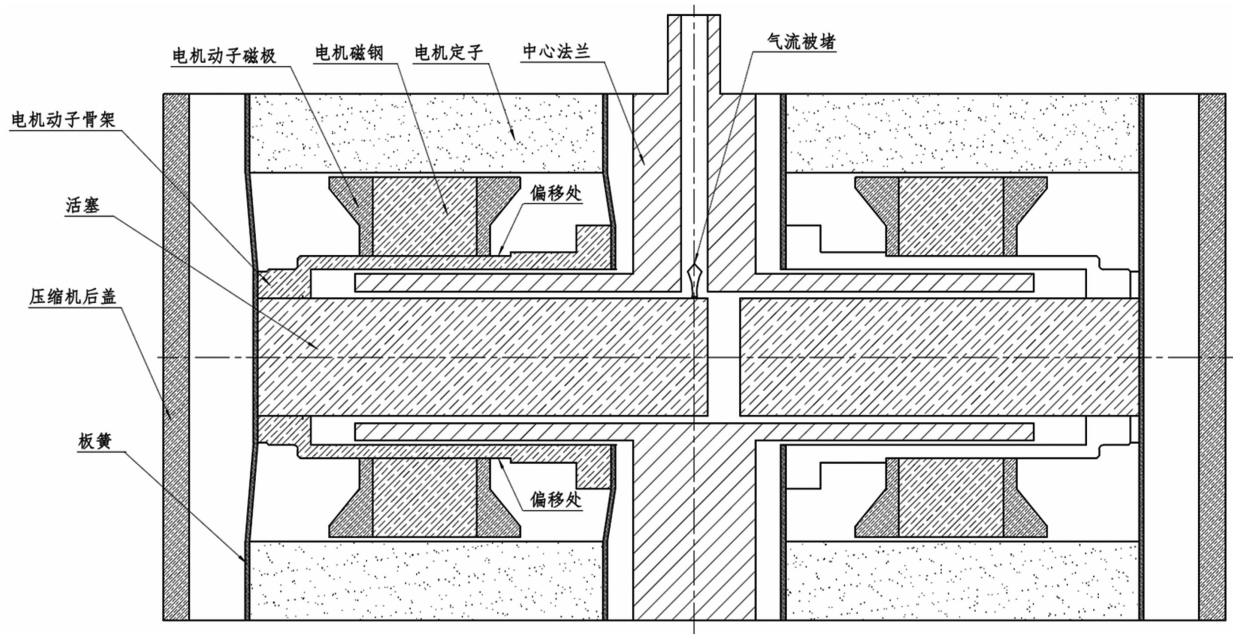 电机动子磁极
电机磁钢
电机定子
中心法兰
气流被堵
电机动子骨架
偏移处
活塞
压缩机后盖
板簧
偏移处